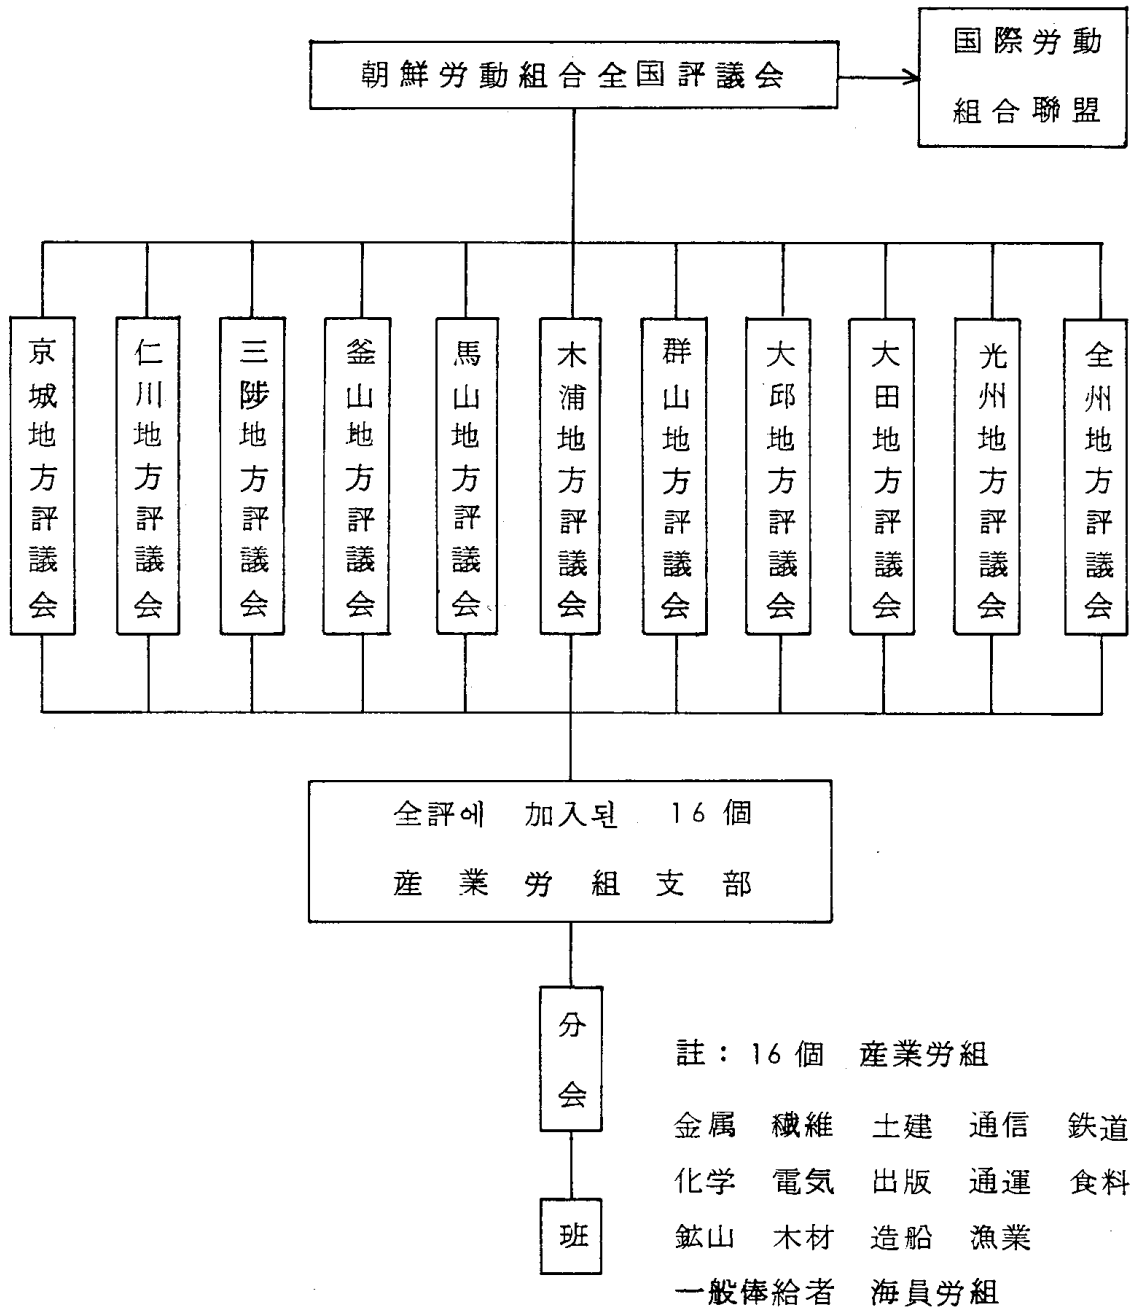 朝鮮労動組合全国評議会
国際労動
組合聯盟
京城地方評議会
仁川地方評議会
三陟地方評議会
釜山地方評議会
馬山地方評議会
木浦地方評議会
群山地方評議会
大邱地方評議会
大田地方評議会
光州地方評議会
全州地方評議会
全評에 加入된 16個
産業労組支部
分会
班
註：16個 産業労組
金属 繊維 土建 通信 鉄道
化学 電気 出版 通運 食料
鉱山 木材 造船 漁業
一般俸給者 海員労組